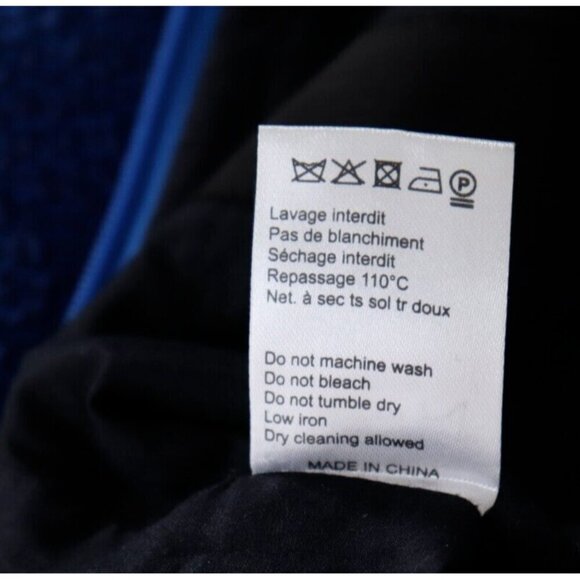 P
Lavage interdit
Pas de blanchiment
Séchage interdit
Repassage 110°C
Net. à sec ts sol tr doux
Do not machine wash
Do not bleach
Do not tumble dry
Low iron
Dry cleaning allowed
MADE IN CHINA